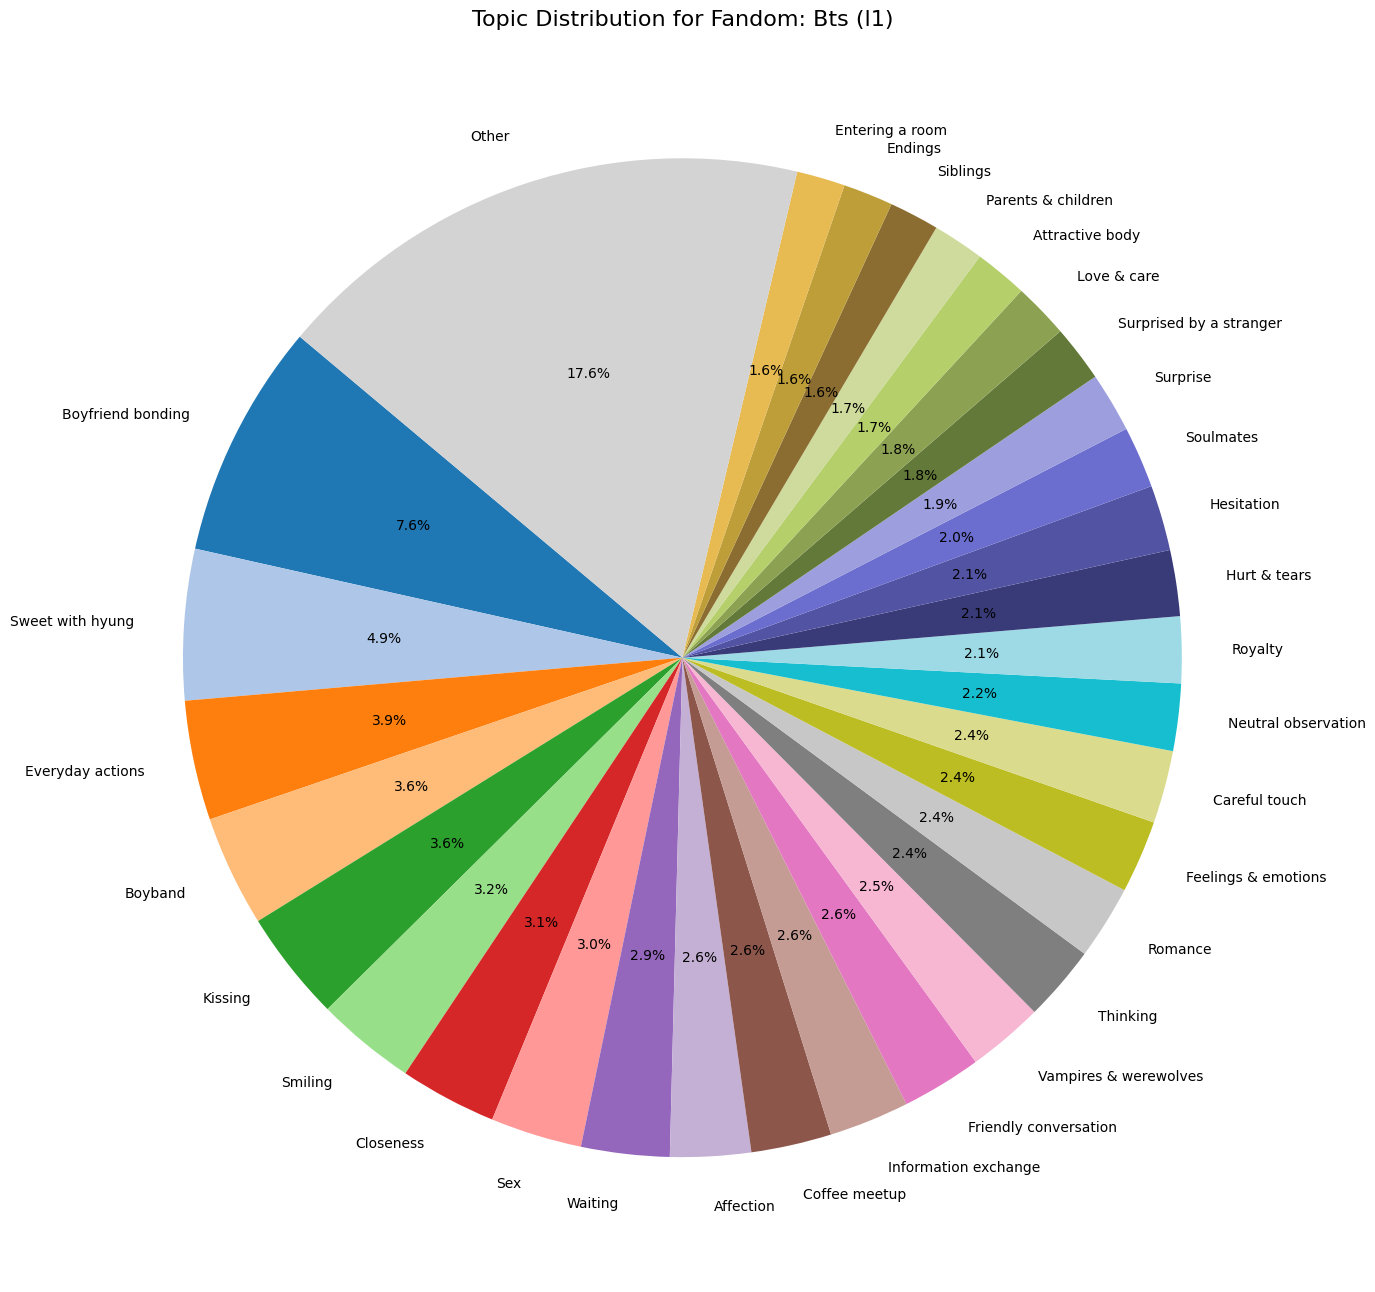 Topic Distribution for Fandom: Bts (l1)
Other
17.6%
Boyfriend bonding
7.6%
Sweet with hyung
4.9%
Everyday actions
3.9%
Boyband
3.6%
Kissing
3.6%
Smiling
3.2%
Closeness
3.1%
Sex
3.0%
Waiting
2.9%
Affection
2.6%
Coffee meetup
2.6%
Information exchange
2.6%
Friendly conversation
2.6%
Vampires & werewolves
2.5%
Thinking
2.4%
Romance
2.4%
Feelings & emotions
2.4%
Careful touch
2.4%
Neutral observation
2.2%
Royalty
2.1%
Hurt & tears
2.1%
Hesitation
2.1%
Soulmates
2.0%
Surprise
1.9%
Surprised by a stranger
1.8%
Love & care
1.8%
Attractive body
1.7%
Parents & children
1.7%
Siblings
1.6%
Endings
1.6%
Entering a room
1.6%